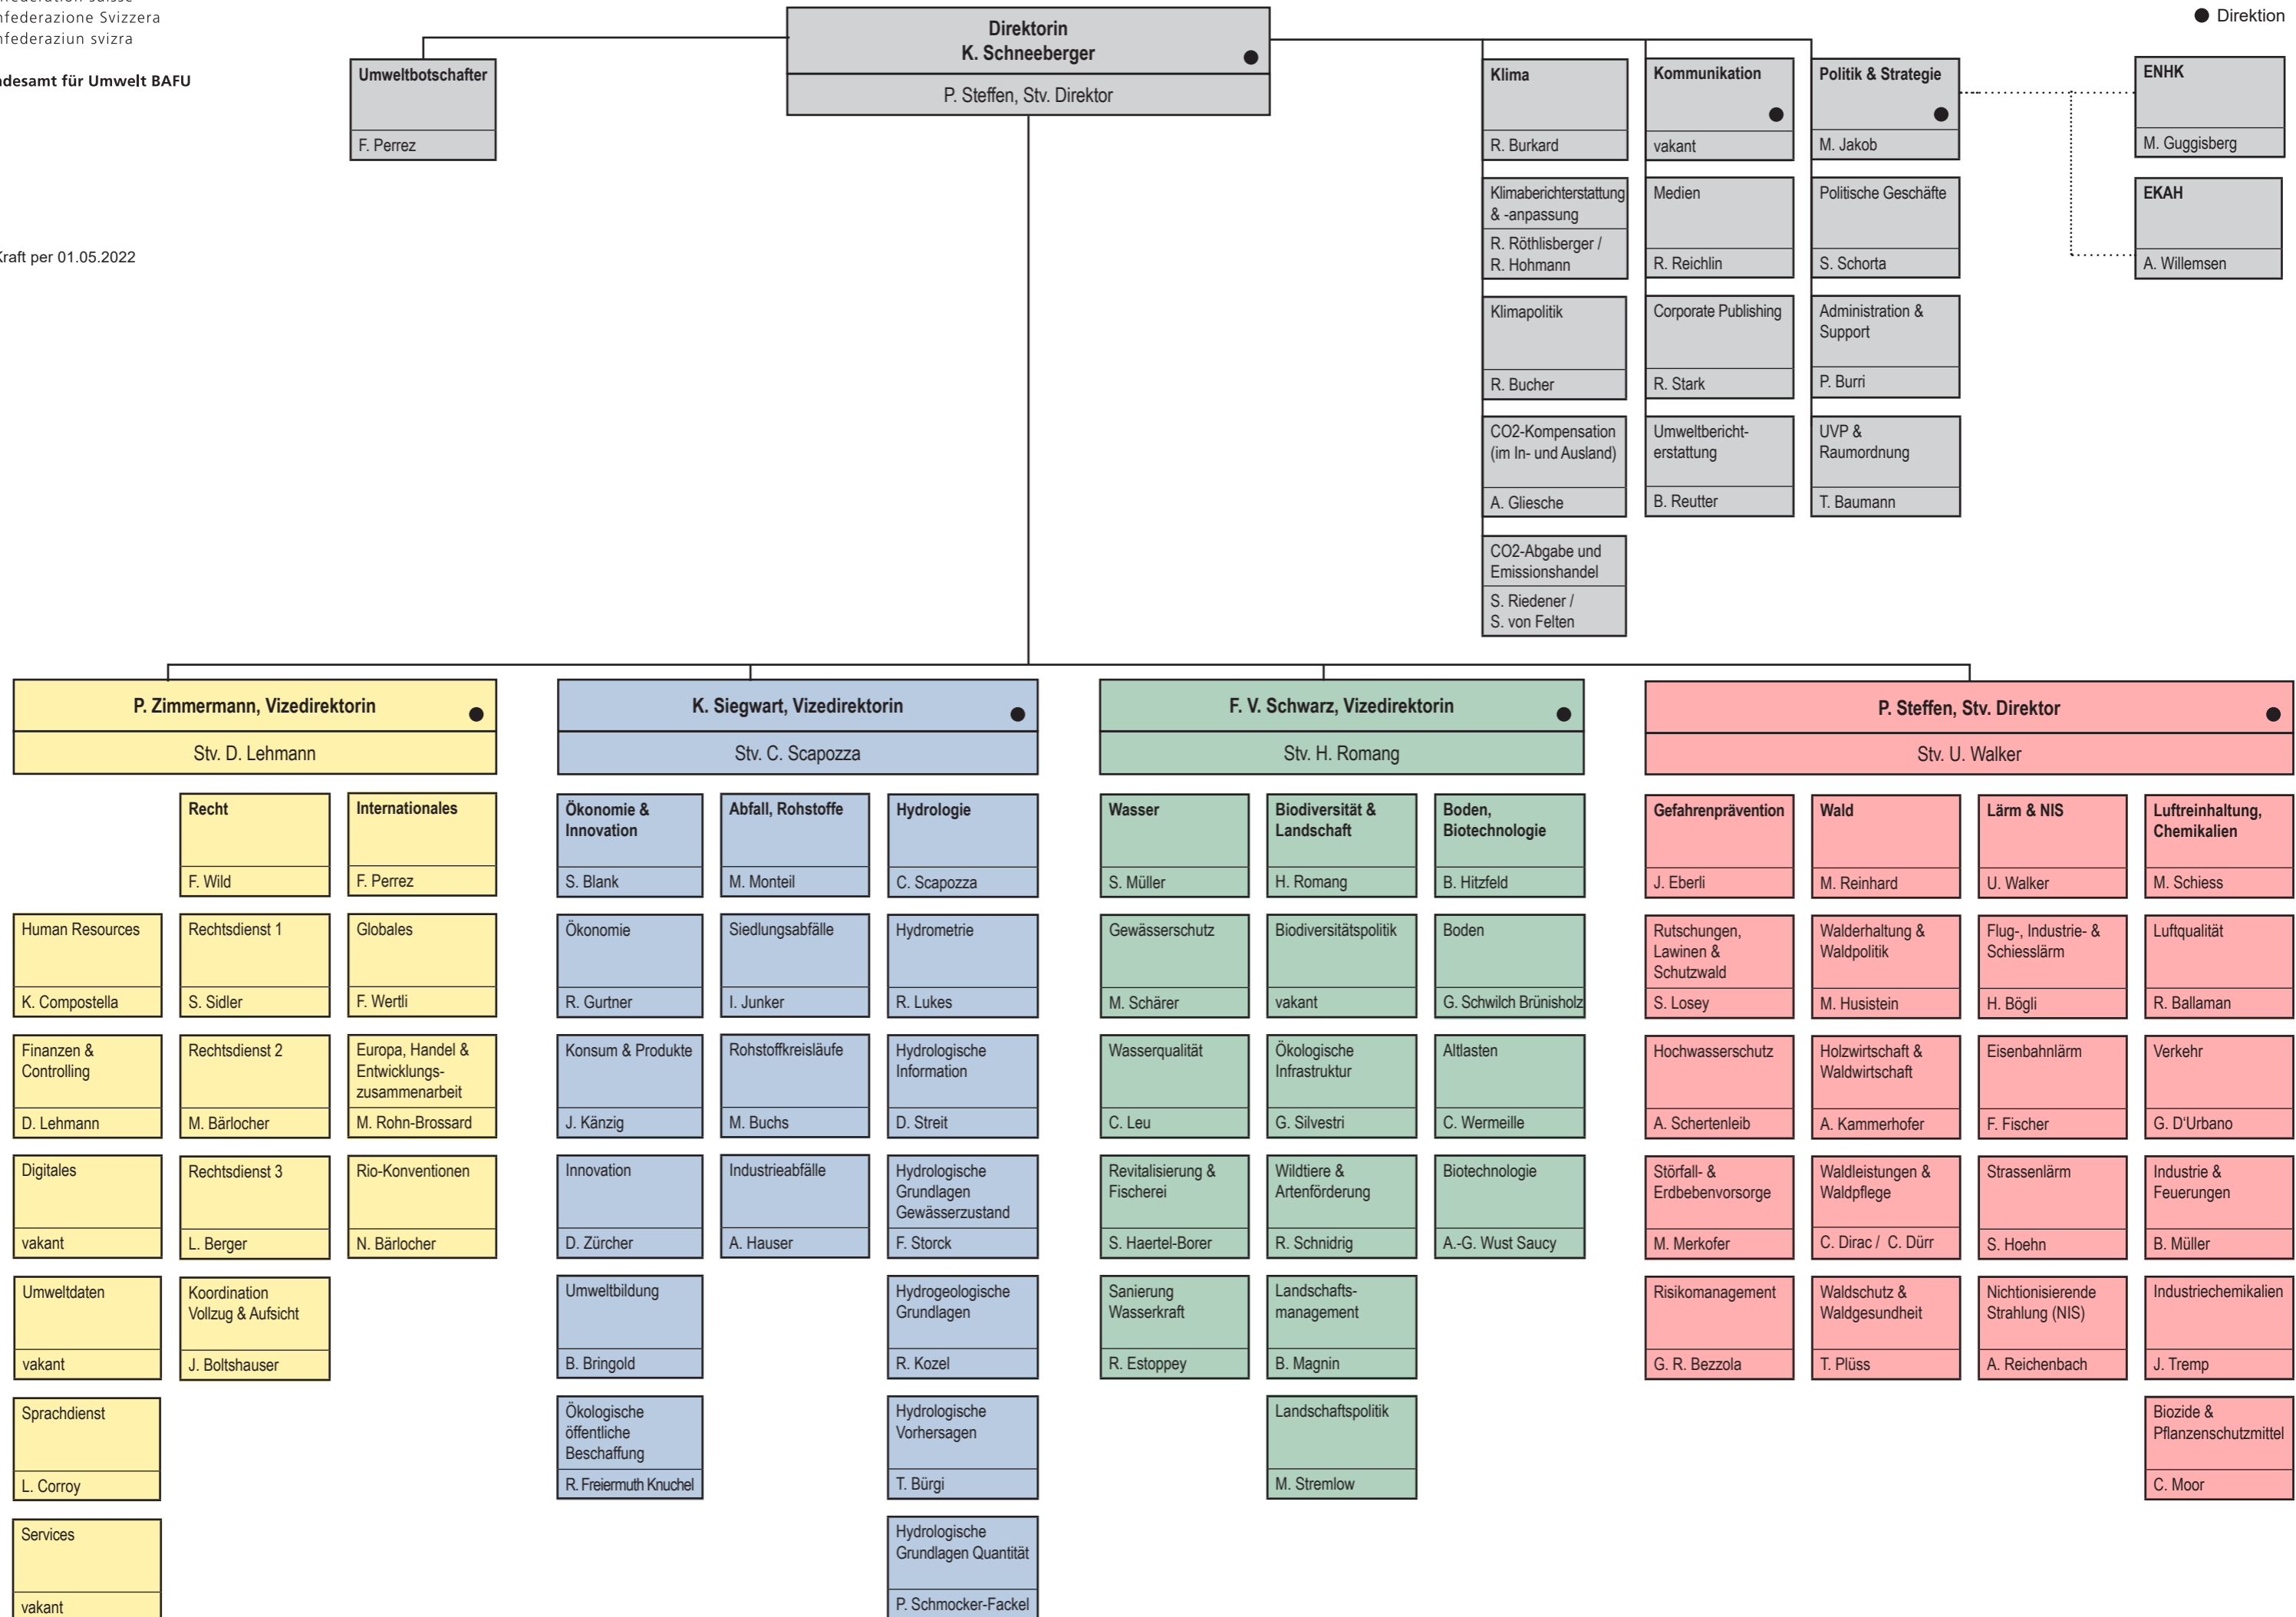 nfederazione Svizzera
nfederaziun svizra
ndesamt für Umwelt BAFU
Kraft per 01.05.2022
Direktion
Direktorin
K. Schneeberger
P. Steffen, Stv. Direktor
Umweltbotschafter
F. Perrez
Klima
R. Burkard
Klimaberichterstattung
& -anpassung
R. Röthlisberger /
R. Hohmann
Klimapolitik
R. Bucher
CO2-Kompensation
(im In- und Ausland)
A. Gliesche
CO2-Abgabe und
Emissionshandel
S. Riedener /
S. von Felten
Kommunikation
vakant
Medien
R. Reichlin
Corporate Publishing
R. Stark
Umweltbericht-
erstattung
B. Reutter
Politik & Strategie
M. Jakob
Politische Geschäfte
S. Schorta
Administration &
Support
P. Burri
UVP &
Raumordnung
T. Baumann
ENHK
M. Guggisberg
EKAH
A. Willemsen
P. Zimmermann, Vizedirektorin
Stv. D. Lehmann
Human Resources
K. Compostella
Finanzen &
Controlling
D. Lehmann
Digitales
vakant
Umweltdaten
vakant
Sprachdienst
L. Corroy
Services
vakant
Recht
F. Wild
Rechtsdienst 1
S. Sidler
Rechtsdienst 2
M. Bärlocher
Rechtsdienst 3
L. Berger
Koordination
Vollzug & Aufsicht
J. Boltshauser
Internationales
F. Perrez
Globales
F. Wertli
Europa, Handel &
Entwicklungs-
zusammenarbeit
M. Rohn-Brossard
Rio-Konventionen
N. Bärlocher
K. Siegwart, Vizedirektorin
Stv. C. Scapozza
Ökonomie &
Innovation
S. Blank
Ökonomie
R. Gurtner
Konsum & Produkte
J. Känzig
Innovation
D. Zürcher
Umweltbildung
B. Bringold
Ökologische
öffentliche
Beschaffung
R. Freiermuth Knuchel
Abfall, Rohstoffe
M. Monteil
Siedlungsabfälle
I. Junker
Rohstoffkreisläufe
M. Buchs
Industrieabfälle
A. Hauser
Hydrologie
C. Scapozza
Hydrometrie
R. Lukes
Hydrologische
Information
D. Streit
Hydrologische
Grundlagen
Gewässerzustand
F. Storck
Hydrogeologische
Grundlagen
R. Kozel
Hydrologische
Vorhersagen
T. Bürgi
Hydrologische
Grundlagen Quantität
P. Schmocker-Fackel
F. V. Schwarz, Vizedirektorin
Stv. H. Romang
Wasser
S. Müller
Gewässerschutz
M. Schärer
Wasserqualität
C. Leu
Revitalisierung &
Fischerei
S. Haertel-Borer
Sanierung
Wasserkraft
R. Estoppey
Biodiversität &
Landschaft
H. Romang
Biodiversitätspolitik
vakant
Ökologische
Infrastruktur
G. Silvestri
Wildtiere &
Artenförderung
R. Schnidrig
Landschafts-
management
B. Magnin
Landschaftspolitik
M. Stremlow
Boden,
Biotechnologie
B. Hitzfeld
Boden
G. Schwilch Brünisholz
Altlasten
C. Wermeille
Biotechnologie
A.-G. Wust Saucy
P. Steffen, Stv. Direktor
Stv. U. Walker
Gefahrenprävention
J. Eberli
Rutschungen,
Lawinen &
Schutzwald
S. Losey
Hochwasserschutz
A. Schertenleib
Störfall- &
Erdbebenvorsorge
M. Merkofer
Risikomanagement
G. R. Bezzola
Wald
M. Reinhard
Walderhaltung &
Waldpolitik
M. Husistein
Holzwirtschaft &
Waldwirtschaft
A. Kammerhofer
Waldleistungen &
Waldpflege
C. Dirac / C. Dürr
Waldschutz &
Waldgesundheit
T. Plüss
Lärm & NIS
U. Walker
Flug-, Industrie- &
Schiesslärm
H. Bögli
Eisenbahnlärm
F. Fischer
Strassenlärm
S. Hoehn
Nichtionisierende
Strahlung (NIS)
A. Reichenbach
Luftreinhaltung,
Chemikalien
M. Schiess
Luftqualität
R. Ballaman
Verkehr
G. D'Urbano
Industrie &
Feuerungen
B. Müller
Industriechemikalien
J. Tremp
Biozide &
Pflanzenschutzmittel
C. Moor